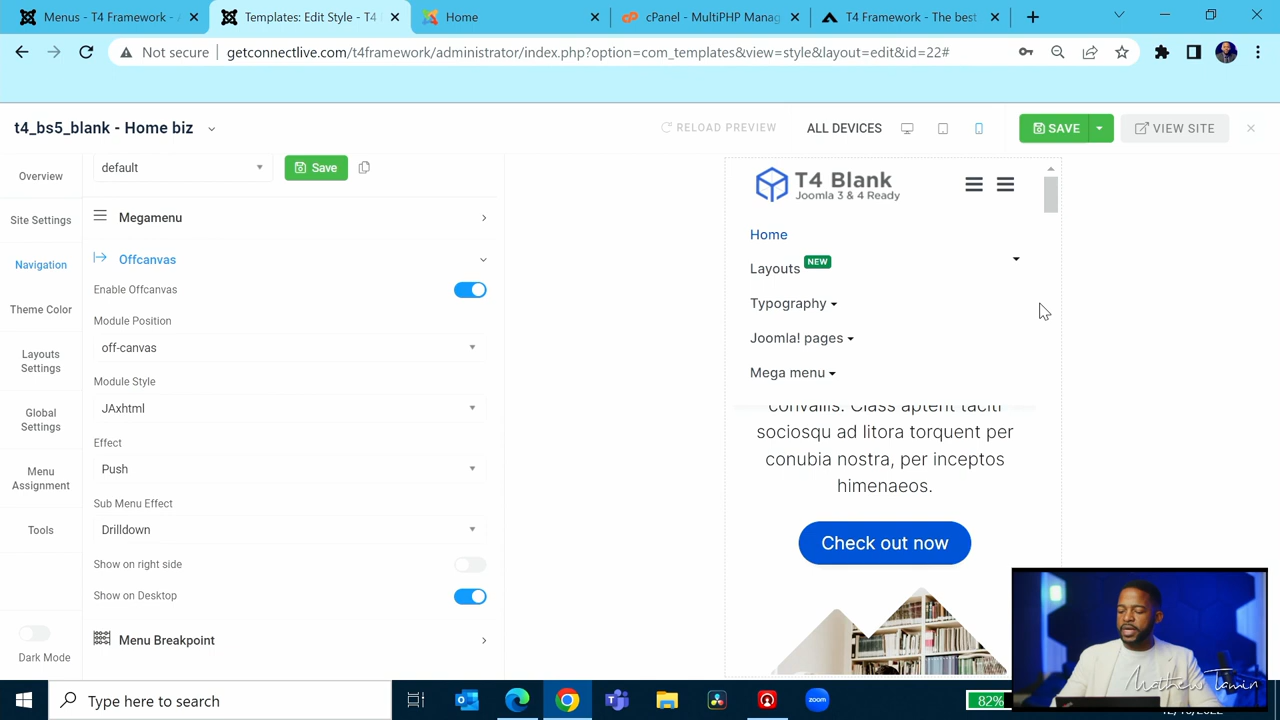 Menus - T4 Framework - A
Templates: Edit Style - T4
Home
cPanel - MultiPHP Manag
T4 Framework - The best
Not secure
getconnectlive.com/t4framework/administrator/index.php?option=com_templates&view=style&layout=edit&id=22#
t4_bs5_blank - Home biz
RELOAD PREVIEW
ALL DEVICES
SAVE
VIEW SITE
Overview
Site Settings
Navigation
Theme Color
Layouts
Settings
Global
Settings
Menu
Assignment
Tools
Dark Mode
default
Save
Megamenu
Offcanvas
Enable Offcanvas
Module Position
off-canvas
Module Style
JAxhtml
Effect
Push
Sub Menu Effect
Drilldown
Show on right side
Show on Desktop
Menu Breakpoint
T4 Blank
Joomla 3 & 4 Ready
Home
Layouts NEW
Typography
Joomla! pages
Mega menu
convallis. Class aptent taciti
sociosqu ad litora torquent per
conubia nostra, per inceptos
himenaeos.
Check out now
Type here to search
zoom
82%